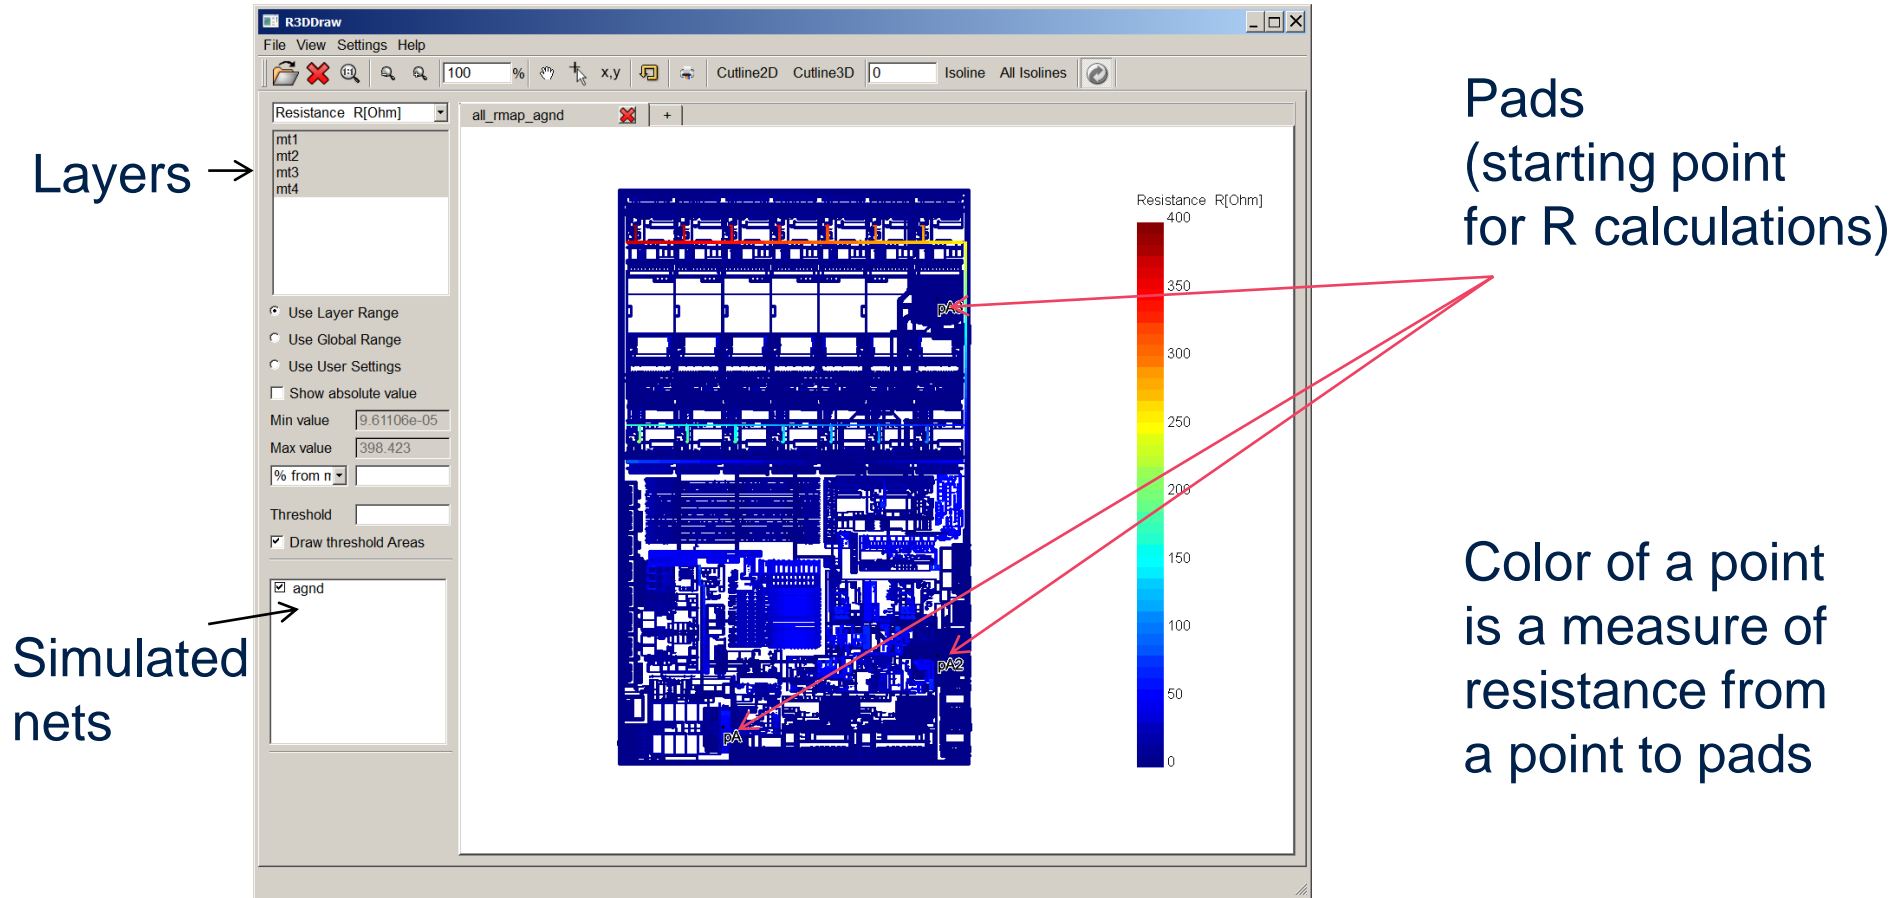 R3DDraw
File View Settings Help
100 % x,y Cutline2D Cutline3D 0 Isoline All Isolines
Resistance R[Ohm]
all_rmap_agnd +
mt1
mt2
mt3
mt4
Layers
Use Layer Range
Use Global Range
Use User Settings
Show absolute value
Min value 9.61106e-05
Max value 398.423
% from
Threshold
Draw threshold Areas
agnd
Simulated
nets
pA
pA2
Resistance R[Ohm]
400
350
300
250
200
150
100
50
0
Pads
(starting point
for R calculations)
Color of a point
is a measure of
resistance from
a point to pads